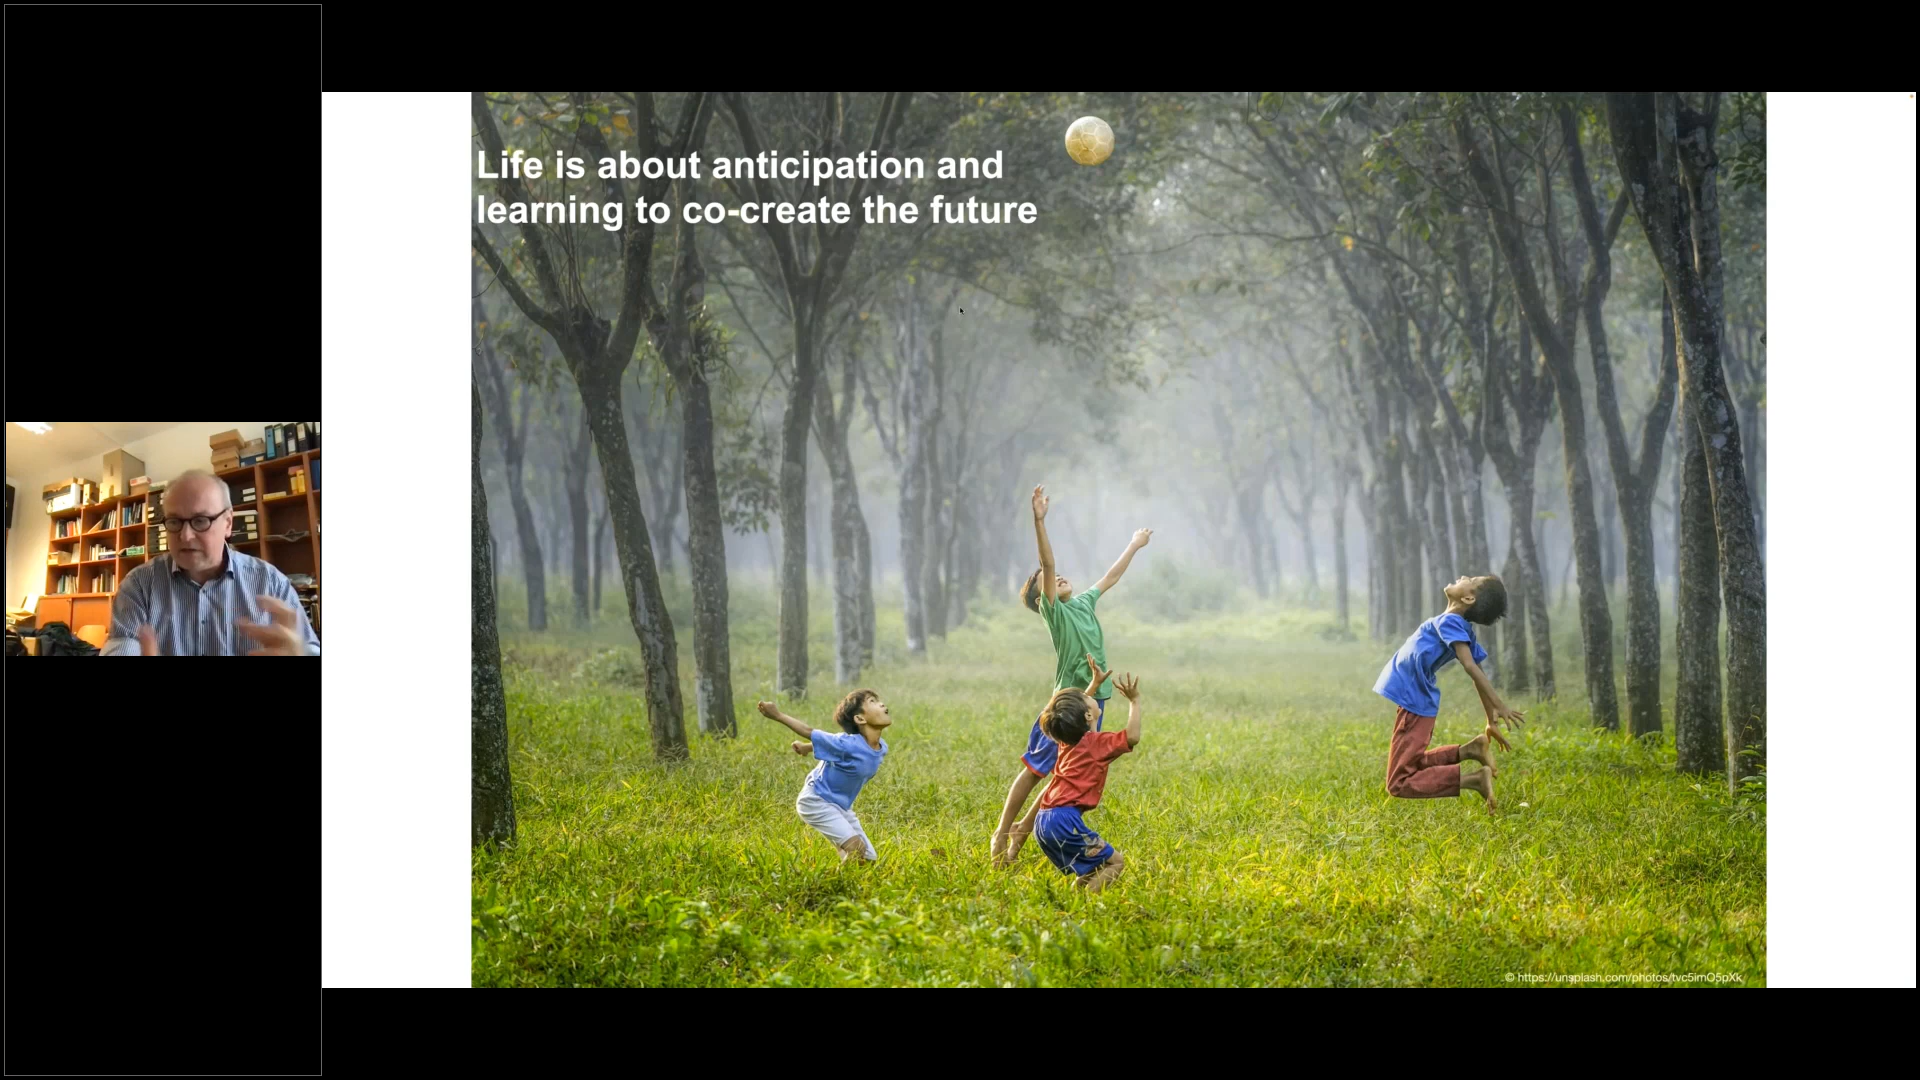 Life is about anticipation and
learning to co-create the future
© https://unsplash.com/photos/tvc5imO5pXk